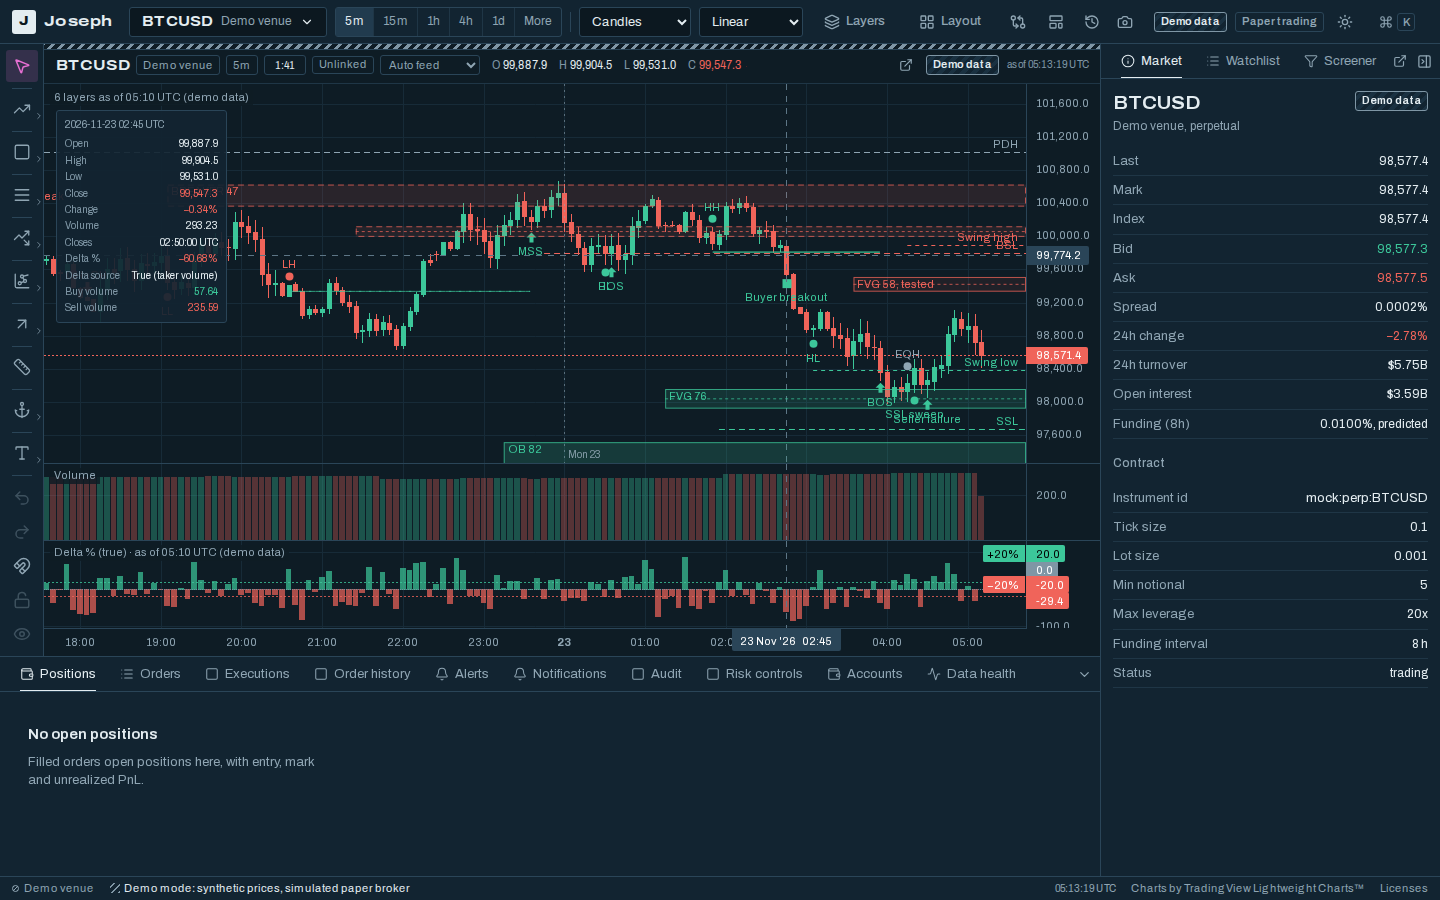 J Joseph BTCUSD Demo venue 5m 15m 1h 4h 1d More Candles Linear Layers Layout Demo data Paper trading ⌘ K
BTCUSD Demo venue 5m 1:41 Unlinked Auto feed O 99,887.9 H 99,904.5 L 99,531.0 C 99,547.3 Demo data as of 05:13:19 UTC
6 layers as of 05:10 UTC (demo data)
2026-11-23 02:45 UTC
Open 99,887.9
High 99,904.5
Low 99,531.0
Close 99,547.3
Change −0.34%
Volume 293.23
Closes 02:50:00 UTC
Delta % -60.68%
Delta source True (taker volume)
Buy volume 57.64
Sell volume 235.59
47
PDH
HH
Swing high
BSL
MSS
LH
BOS
FVG 58, tested
Buyer breakout
HL
EQH
Swing low
FVG 76
BOS
SSL sweep
Seller failure
SSL
OB 82
Mon 23
101,600.0
101,200.0
100,800.0
100,400.0
100,000.0
99,774.2
99,600.0
99,200.0
98,800.0
98,571.4
98,400.0
98,000.0
97,600.0
Volume
200.0
Delta % (true) · as of 05:10 UTC (demo data)
+20% 20.0
0.0
−20% -20.0
-29.4
-100.0
18:00 19:00 20:00 21:00 22:00 23:00 23 01:00 02:0 23 Nov '26 02:45 04:00 05:00
Positions Orders Executions Order history Alerts Notifications Audit Risk controls Accounts Data health
No open positions
Filled orders open positions here, with entry, mark
and unrealized PnL.
Market Watchlist Screener
BTCUSD Demo data
Demo venue, perpetual
Last 98,577.4
Mark 98,577.4
Index 98,577.4
Bid 98,577.3
Ask 98,577.5
Spread 0.0002%
24h change −2.78%
24h turnover $5.75B
Open interest $3.59B
Funding (8h) 0.0100%, predicted
Contract
Instrument id mock:perp:BTCUSD
Tick size 0.1
Lot size 0.001
Min notional 5
Max leverage 20x
Funding interval 8 h
Status trading
Demo venue Demo mode: synthetic prices, simulated paper broker 05:13:19 UTC Charts by TradingView Lightweight Charts™ Licenses